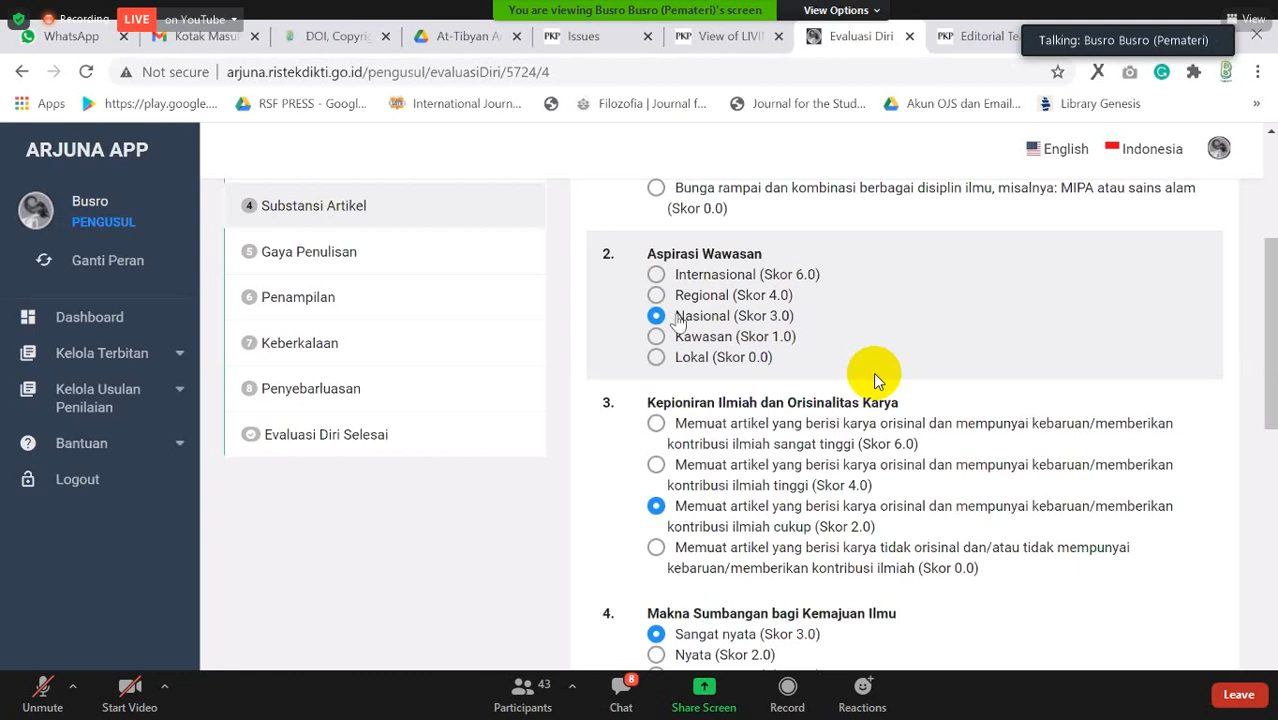 Recording
LIVE
on YouTube
You are viewing Busro Busro (Pemateri)'s screen
View Options
View
WhatsApp
Kotak Masu
DOI, Copyri
At-Tibyan A
Issues
View of LIVI
Evaluasi Diri
Editorial Te
Talking: Busro Busro (Pemateri)
Not secure
arjuna.ristekdikti.go.id/pengusul/evaluasiDiri/5724/4
Apps
https://play.google....
RSF PRESS - Googl...
International Journ...
Filozofia | Journal f...
Journal for the Stud...
Akun OJS dan Email...
Library Genesis
»
ARJUNA APP
English
Indonesia
Busro
PENGUSUL
Ganti Peran
Dashboard
Kelola Terbitan
Kelola Usulan
Penilaian
Bantuan
Logout
4 Substansi Artikel
5 Gaya Penulisan
6 Penampilan
7 Keberkalaan
8 Penyebarluasan
Evaluasi Diri Selesai
Bunga rampai dan kombinasi berbagai disiplin ilmu, misalnya: MIPA atau sains alam
(Skor 0.0)
2. Aspirasi Wawasan
Internasional (Skor 6.0)
Regional (Skor 4.0)
Nasional (Skor 3.0)
Kawasan (Skor 1.0)
Lokal (Skor 0.0)
3. Kepioniran Ilmiah dan Orisinalitas Karya
Memuat artikel yang berisi karya orisinal dan mempunyai kebaruan/memberikan
kontribusi ilmiah sangat tinggi (Skor 6.0)
Memuat artikel yang berisi karya orisinal dan mempunyai kebaruan/memberikan
kontribusi ilmiah tinggi (Skor 4.0)
Memuat artikel yang berisi karya orisinal dan mempunyai kebaruan/memberikan
kontribusi ilmiah cukup (Skor 2.0)
Memuat artikel yang berisi karya tidak orisinal dan/atau tidak mempunyai
kebaruan/memberikan kontribusi ilmiah (Skor 0.0)
4. Makna Sumbangan bagi Kemajuan Ilmu
Sangat nyata (Skor 3.0)
Nyata (Skor 2.0)
Unmute
Start Video
43
Participants
8
Chat
Share Screen
Record
Reactions
Leave